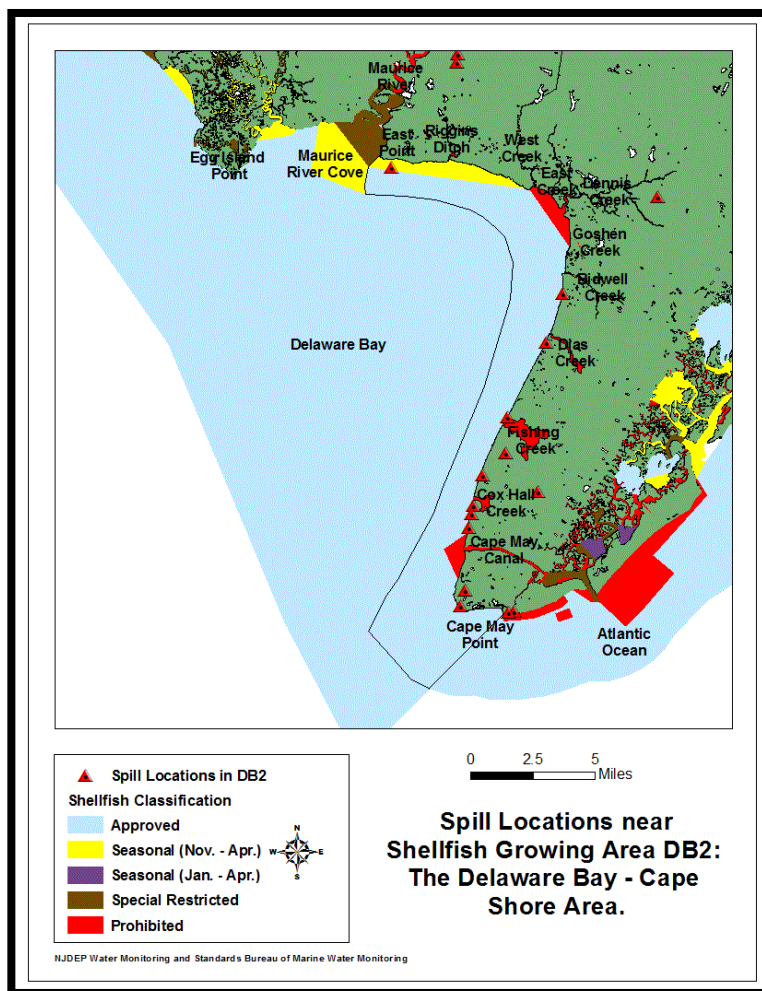 Maurice
River
Egg Island
Point
Maurice
River Cove
East
Point
Riggins
Ditch
West
Creek
East
Creek
Dennis
Creek
Goshen
Creek
Bidwell
Creek
Delaware Bay
Dias
Creek
Fishing
Creek
Cox Hall
Creek
Cape May
Canal
Cape May
Point
Atlantic
Ocean
Spill Locations in DB2
Shellfish Classification
Approved
Seasonal (Nov. - Apr.)
Seasonal (Jan. - Apr.)
Special Restricted
Prohibited
N
W
E
S
0 2.5 5
Miles
Spill Locations near
Shellfish Growing Area DB2:
The Delaware Bay - Cape
Shore Area.
NJDEP Water Monitoring and Standards Bureau of Marine Water Monitoring